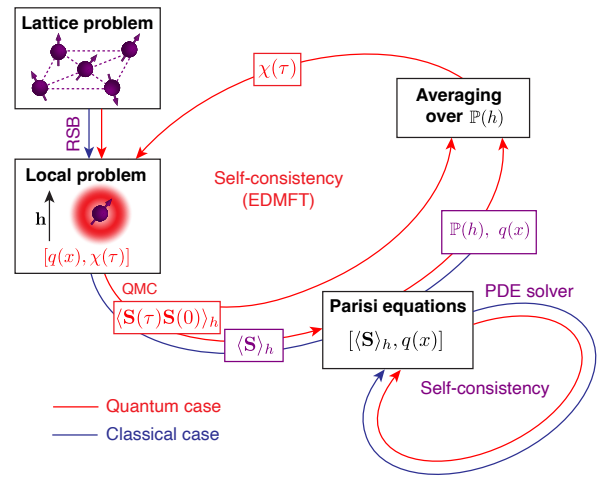 Lattice problem
RSB
Local problem
h
[q(x), χ(τ)]
χ(τ)
Averaging
over ℙ(h)
Self-consistency
(EDMFT)
ℙ(h), q(x)
QMC
⟨S(τ)S(0)⟩ₕ
⟨S⟩ₕ
Parisi equations
[⟨S⟩ₕ, q(x)]
PDE solver
Self-consistency
Quantum case
Classical case